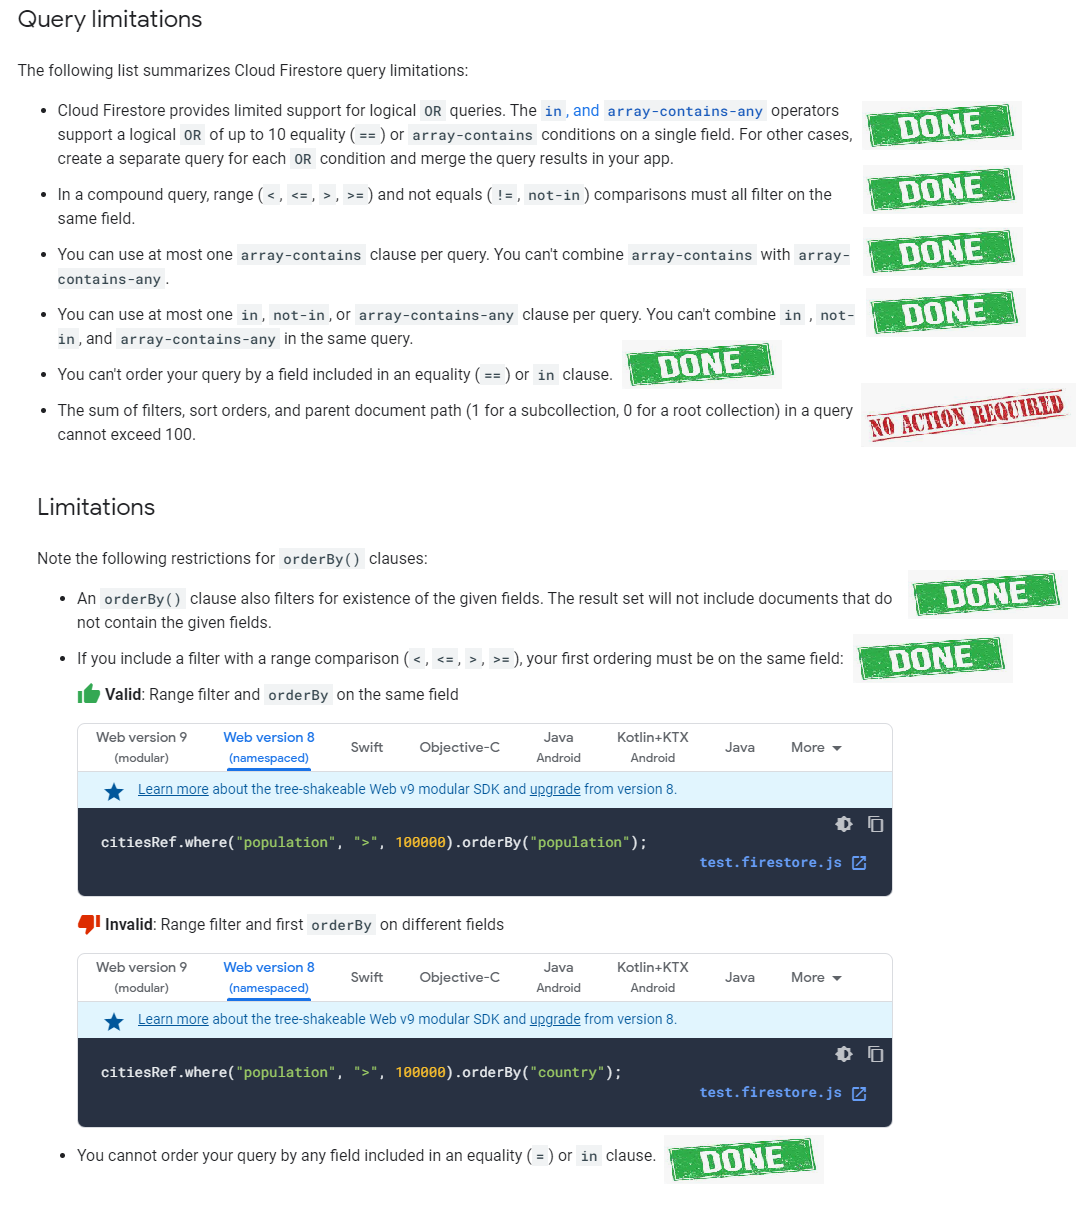 Query limitations
The following list summarizes Cloud Firestore query limitations:
• Cloud Firestore provides limited support for logical OR queries. The in , and array-contains-any operators
DONE
support a logical OR of up to 10 equality ( == ) or array-contains conditions on a single field. For other cases,
create a separate query for each OR condition and merge the query results in your app.
• In a compound query, range ( < , <= , > , >= ) and not equals ( != , not-in ) comparisons must all filter on the
DONE
same field.
• You can use at most one array-contains clause per query. You can't combine array-contains with array-
DONE
contains-any .
• You can use at most one in , not-in , or array-contains-any clause per query. You can't combine in , not-
DONE
in , and array-contains-any in the same query.
• You can't order your query by a field included in an equality ( == ) or in clause.
DONE
• The sum of filters, sort orders, and parent document path (1 for a subcollection, 0 for a root collection) in a query
NO ACTION REQUIRED
cannot exceed 100.
Limitations
Note the following restrictions for orderBy() clauses:
• An orderBy() clause also filters for existence of the given fields. The result set will not include documents that do
DONE
not contain the given fields.
• If you include a filter with a range comparison ( < , <= , > , >= ), your first ordering must be on the same field:
DONE
Valid: Range filter and orderBy on the same field
Web version 9 (modular) Web version 8 (namespaced) Swift Objective-C Java Android Kotlin+KTX Android Java More
Learn more about the tree-shakeable Web v9 modular SDK and upgrade from version 8.
citiesRef.where("population", ">", 100000).orderBy("population");
test.firestore.js
Invalid: Range filter and first orderBy on different fields
Web version 9 (modular) Web version 8 (namespaced) Swift Objective-C Java Android Kotlin+KTX Android Java More
Learn more about the tree-shakeable Web v9 modular SDK and upgrade from version 8.
citiesRef.where("population", ">", 100000).orderBy("country");
test.firestore.js
• You cannot order your query by any field included in an equality ( = ) or in clause.
DONE